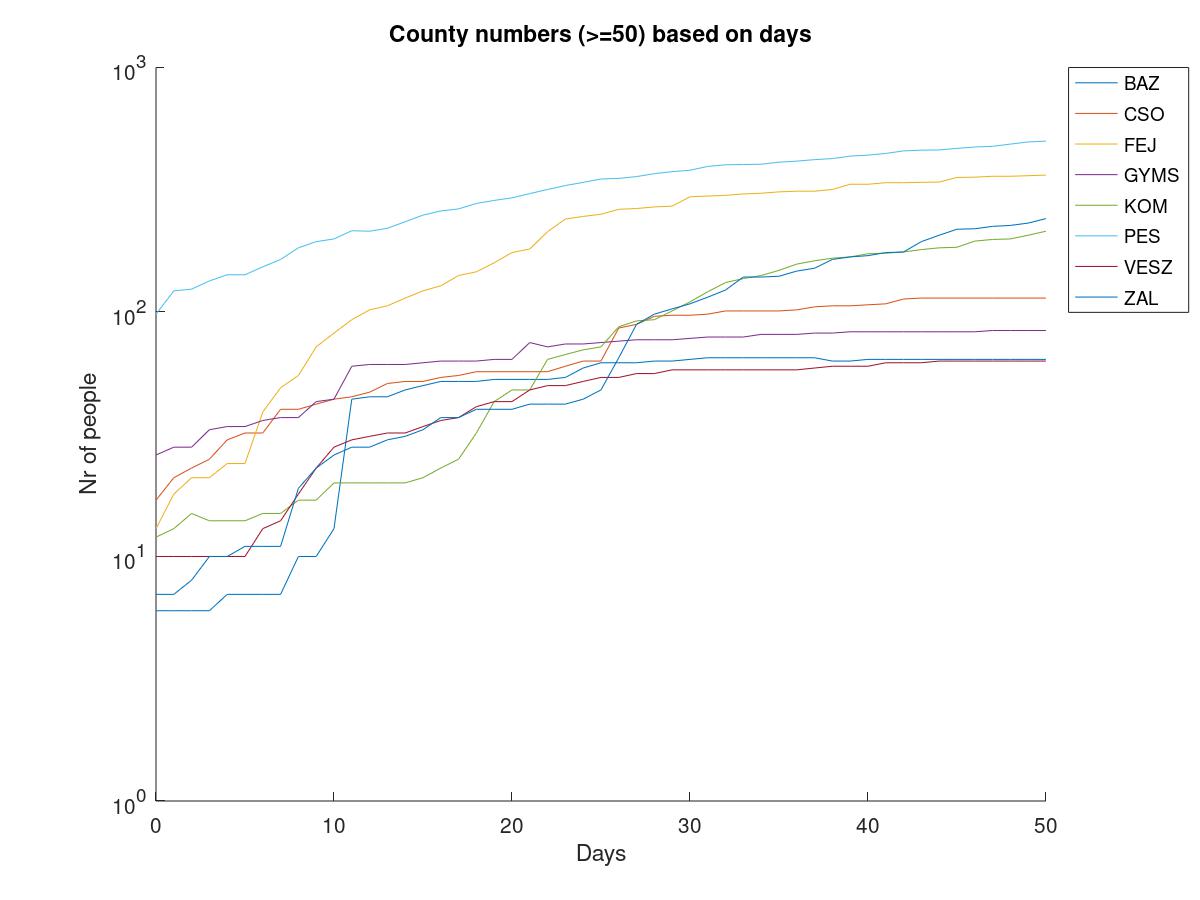 County numbers (>=50) based on days
10^3
10^2
10^1
10^0
Nr of people
0 10 20 30 40 50
Days
BAZ
CSO
FEJ
GYMS
KOM
PES
VESZ
ZAL